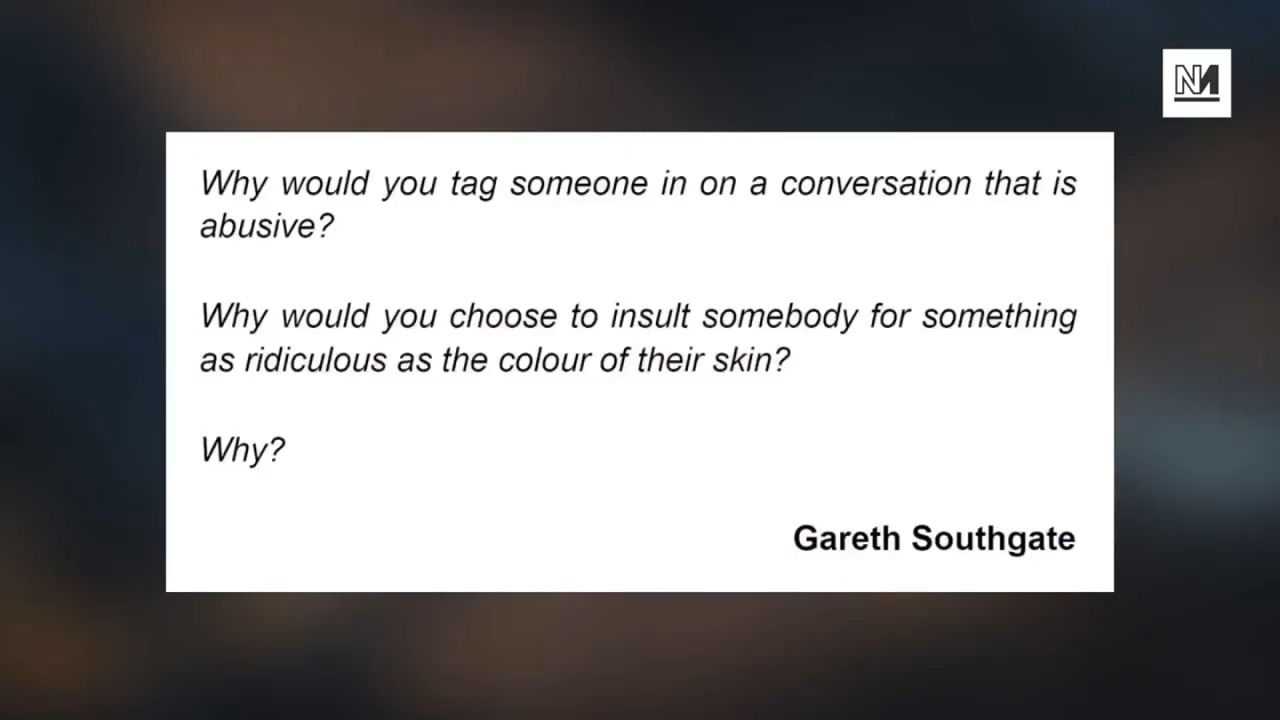 Why would you tag someone in on a conversation that is
abusive?
Why would you choose to insult somebody for something
as ridiculous as the colour of their skin?
Why?
Gareth Southgate